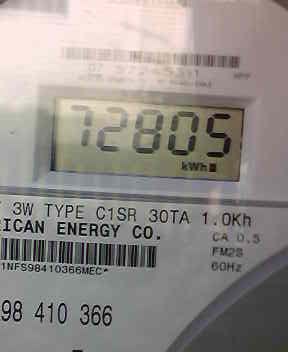 72805
kWh
3W TYPE C1SR 30TA 1.0Kh
RICAN ENERGY CO.
CA 0.5
FM2S
1NFS98410366MEC*
60Hz
98 410 366